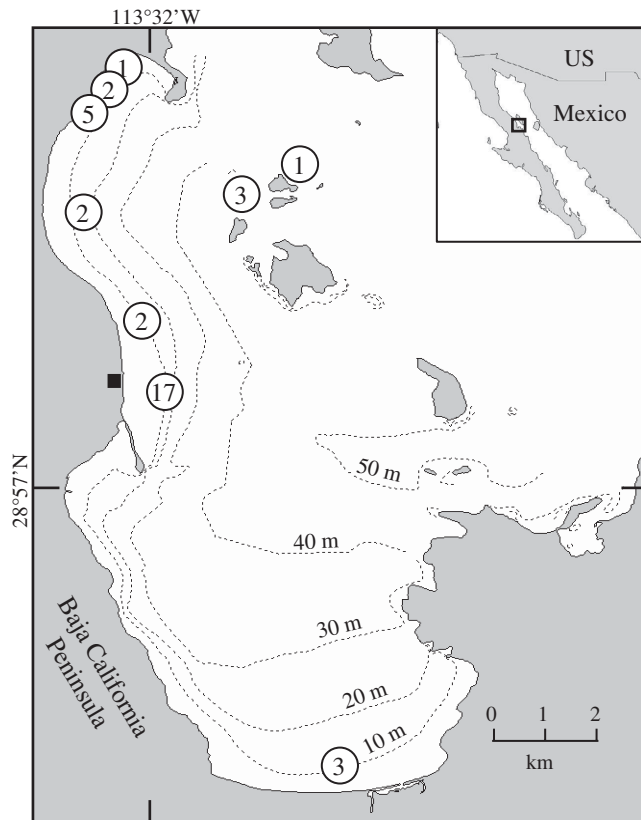 113°32’W
US
Mexico
1
2
5
1
3
2
2
17
50 m
28°57’N
40 m
30 m
Baja California
Peninsula
20 m
10 m
0 1 2
km
3